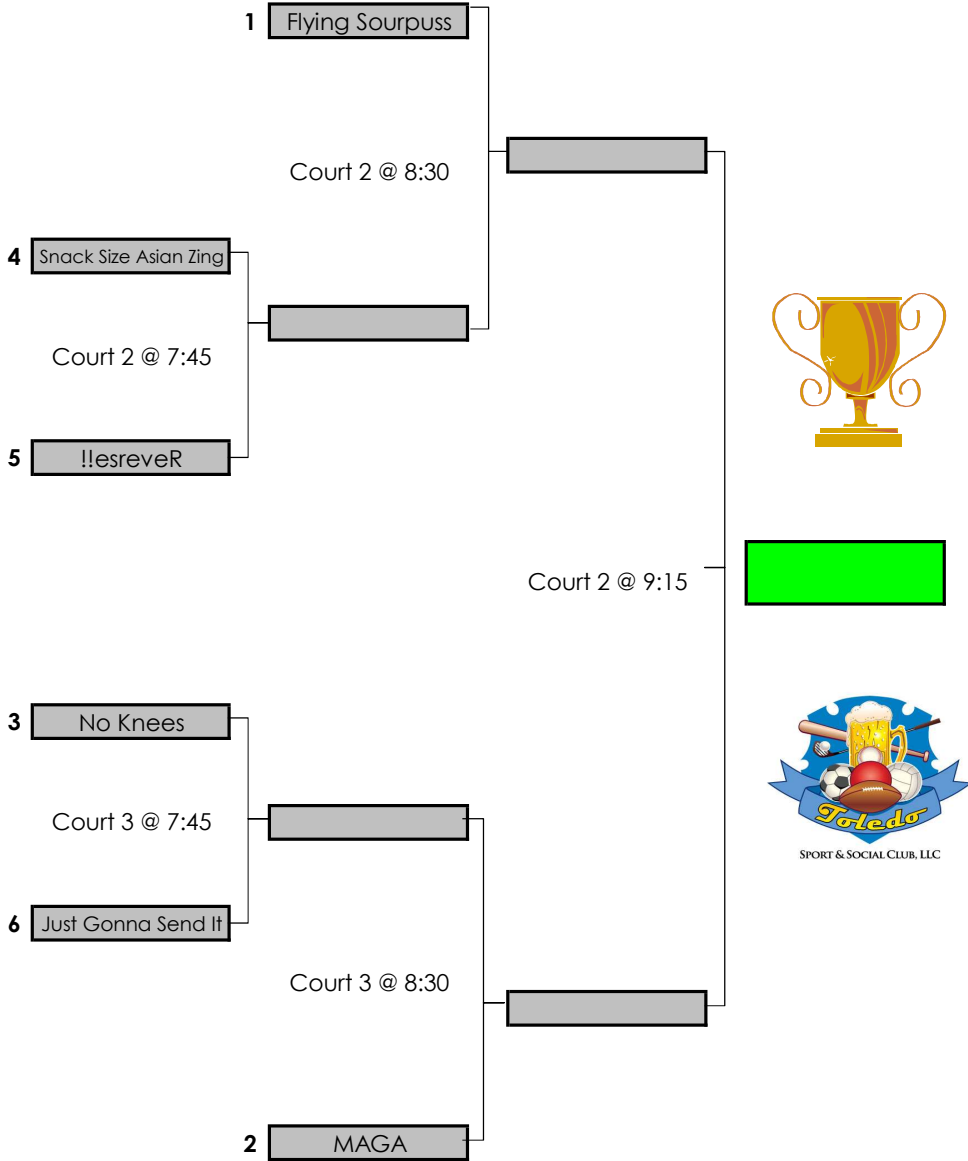 1 Flying Sourpuss
Court 2 @ 8:30
4 Snack Size Asian Zing
Court 2 @ 7:45
5 !!esreveR
Court 2 @ 9:15
3 No Knees
Court 3 @ 7:45
Toledo
SPORT & SOCIAL CLUB, LLC
6 Just Gonna Send It
Court 3 @ 8:30
2 MAGA